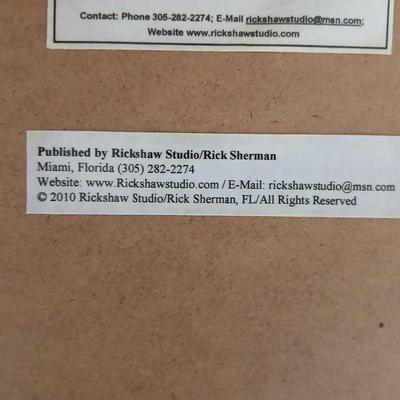 Contact: Phone 305-282-2274; E-Mail rickshawstudio@msn.com;
Website www.rickshawstudio.com
Published by Rickshaw Studio/Rick Sherman
Miami, Florida (305) 282-2274
Website: www.Rickshawstudio.com / E-Mail: rickshawstudio@msn.com
© 2010 Rickshaw Studio/Rick Sherman, FL/All Rights Reserved